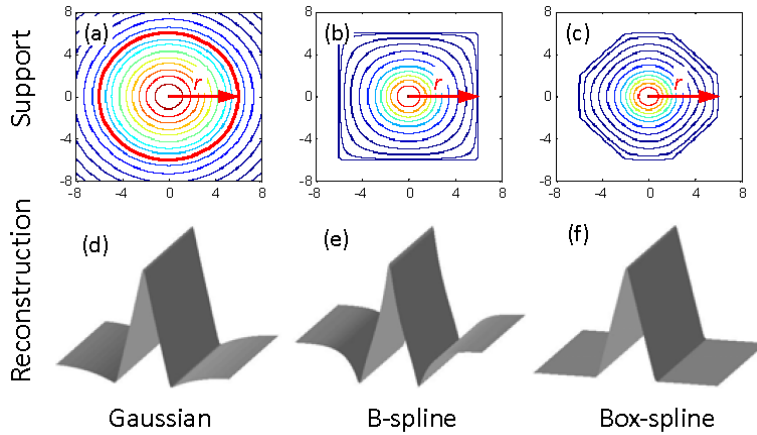 Support
(a)
8
4
0
-4
-8
r
-8 -4 0 4 8
(b)
8
4
0
-4
-8
r
-8 -4 0 4 8
(c)
8
4
0
-4
-8
r
-8 -4 0 4 8
Reconstruction
(d)
(e)
(f)
Gaussian
B-spline
Box-spline